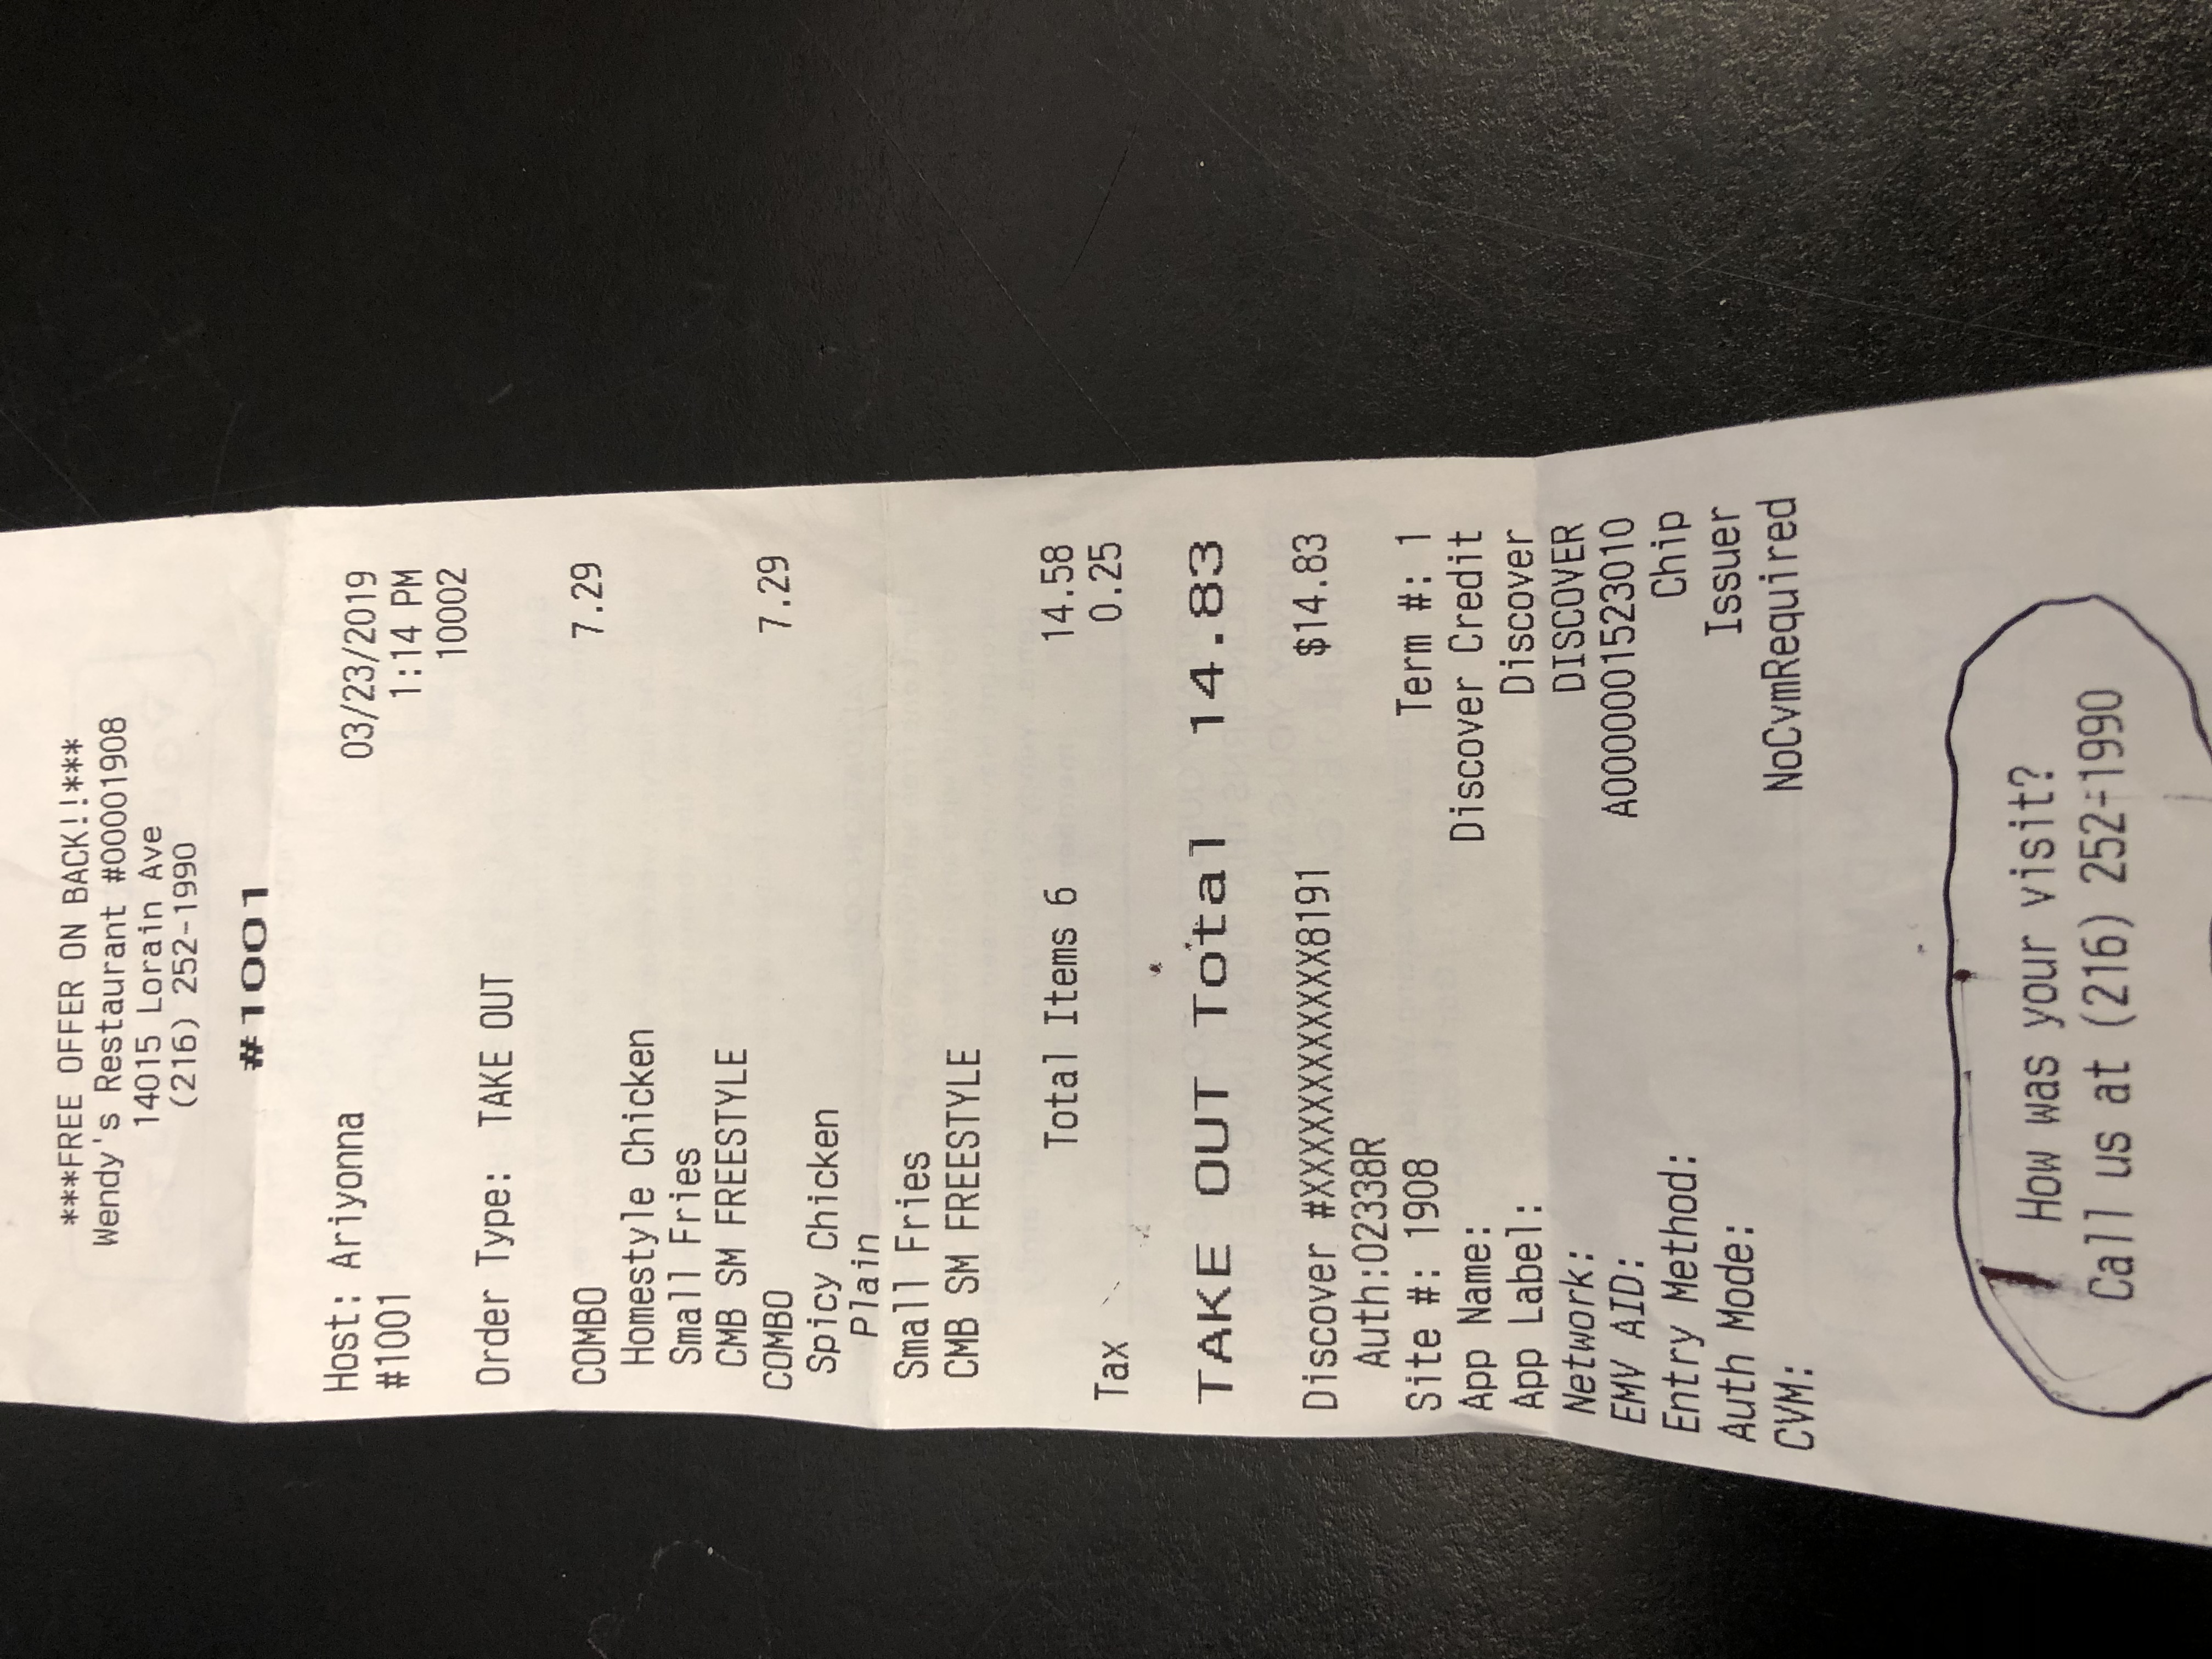 ***FREE OFFER ON BACK!!***
Wendy's Restaurant #00001908
14015 Lorain Ave
(216) 252-1990
#1001
Host: Ariyonna 03/23/2019
#1001 1:14 PM
10002
Order Type: TAKE OUT
COMBO 7.29
Homestyle Chicken
Small Fries
CMB SM FREESTYLE
COMBO 7.29
Spicy Chicken
Plain
Small Fries
CMB SM FREESTYLE
Total Items 6 14.58
Tax 0.25
TAKE OUT Total 14.83
Discover #XXXXXXXXXXXX8191 $14.83
Auth:02338R
Site #: 1908 Term #: 1
App Name: Discover Credit
App Label: Discover
Network: DISCOVER
EMV AID: A0000001523010
Entry Method: Chip
Auth Mode: Issuer
CVM: NoCvmRequired
How was your visit?
Call us at (216) 252-1990